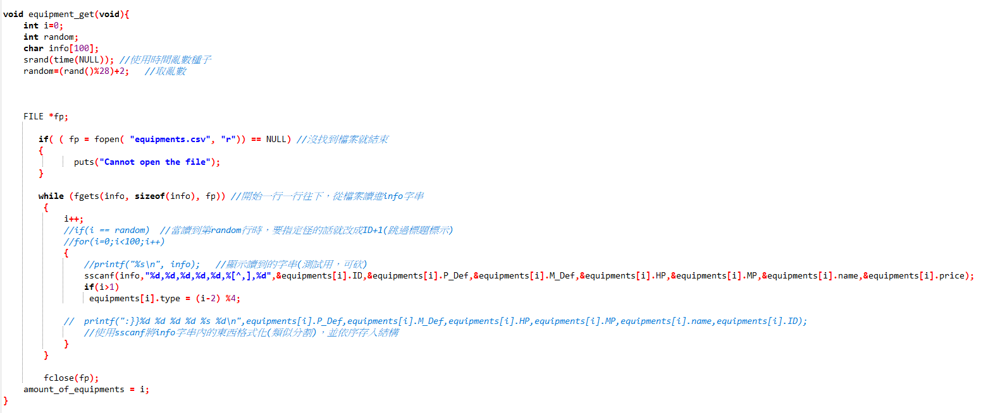 void equipment_get(void){
int i=0;
int random;
char info[100];
srand(time(NULL)); //使用時間亂數種子
random=(rand()%28)+2;   //取亂數
FILE *fp;
if( ( fp = fopen( "equipments.csv", "r")) == NULL) //沒找到檔案就結束
{
puts("Cannot open the file");
}
while (fgets(info, sizeof(info), fp)) //開始一行一行往下，從檔案讀進info字串
{
i++;
//if(i == random)  //當讀到第random行時，要指定怪的話就改成ID+1(跳過標題標示)
//for(i=0;i<100;i++)
{
//printf("%s\n", info);   //顯示讀到的字串(測試用，可砍)
sscanf(info,"%d,%d,%d,%d,%d,%[^,],%d",&equipments[i].ID,&equipments[i].P_Def,&equipments[i].M_Def,&equipments[i].HP,&equipments[i].MP,&equipments[i].name,&equipments[i].price);
if(i>1)
equipments[i].type = (i-2) %4;
//  printf(":}}%d %d %d %d %s %d\n",equipments[i].P_Def,equipments[i].M_Def,equipments[i].HP,equipments[i].MP,equipments[i].name,equipments[i].ID);
//使用sscanf將info字串內的東西格式化(類似分割)，並依序存入結構
}
}
fclose(fp);
amount_of_equipments = i;
}